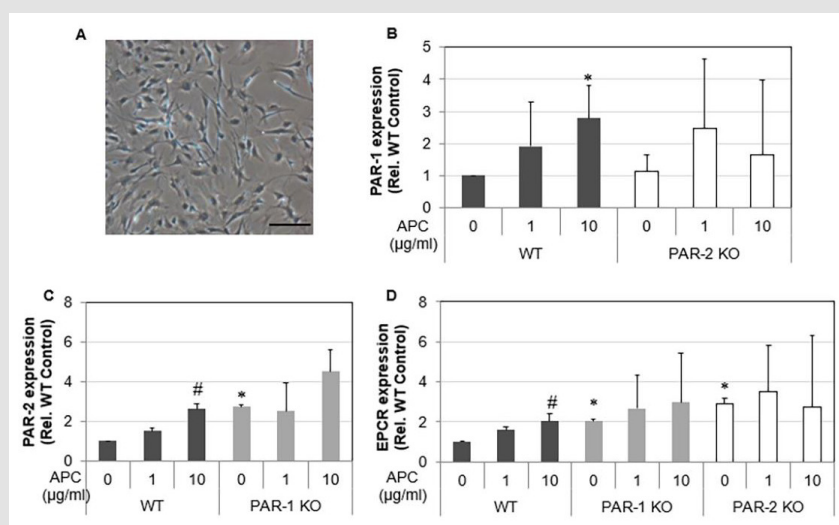 A
B
PAR-1 expression
(Rel. WT Control)
5
4
3
2
1
0
*
APC
(µg/ml)
0 1 10 0 1 10
WT PAR-2 KO
C
PAR-2 expression
(Rel. WT Control)
8
6
4
2
0
# *
APC
(µg/ml)
0 1 10 0 1 10
WT PAR-1 KO
D
EPCR expression
(Rel. WT Control)
8
6
4
2
0
# * *
APC
(µg/ml)
0 1 10 0 1 10 0 1 10
WT PAR-1 KO PAR-2 KO